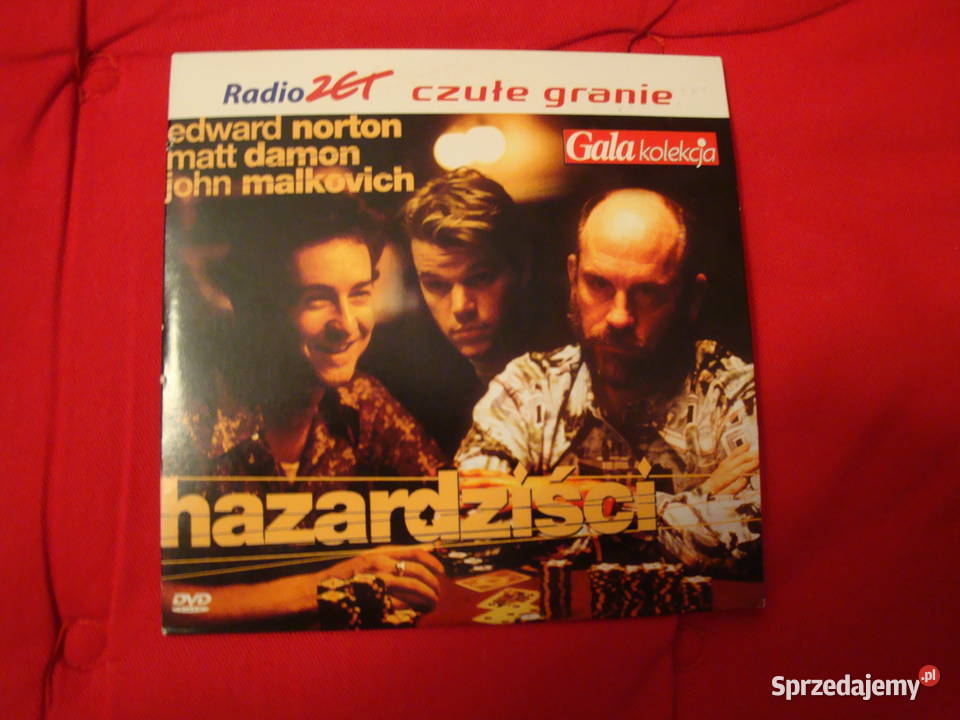 Radio ZET czułe granie
edward norton
matt damon
john malkovich
Gala kolekcja
hazardziści
DVD
Sprzedajemy.pl